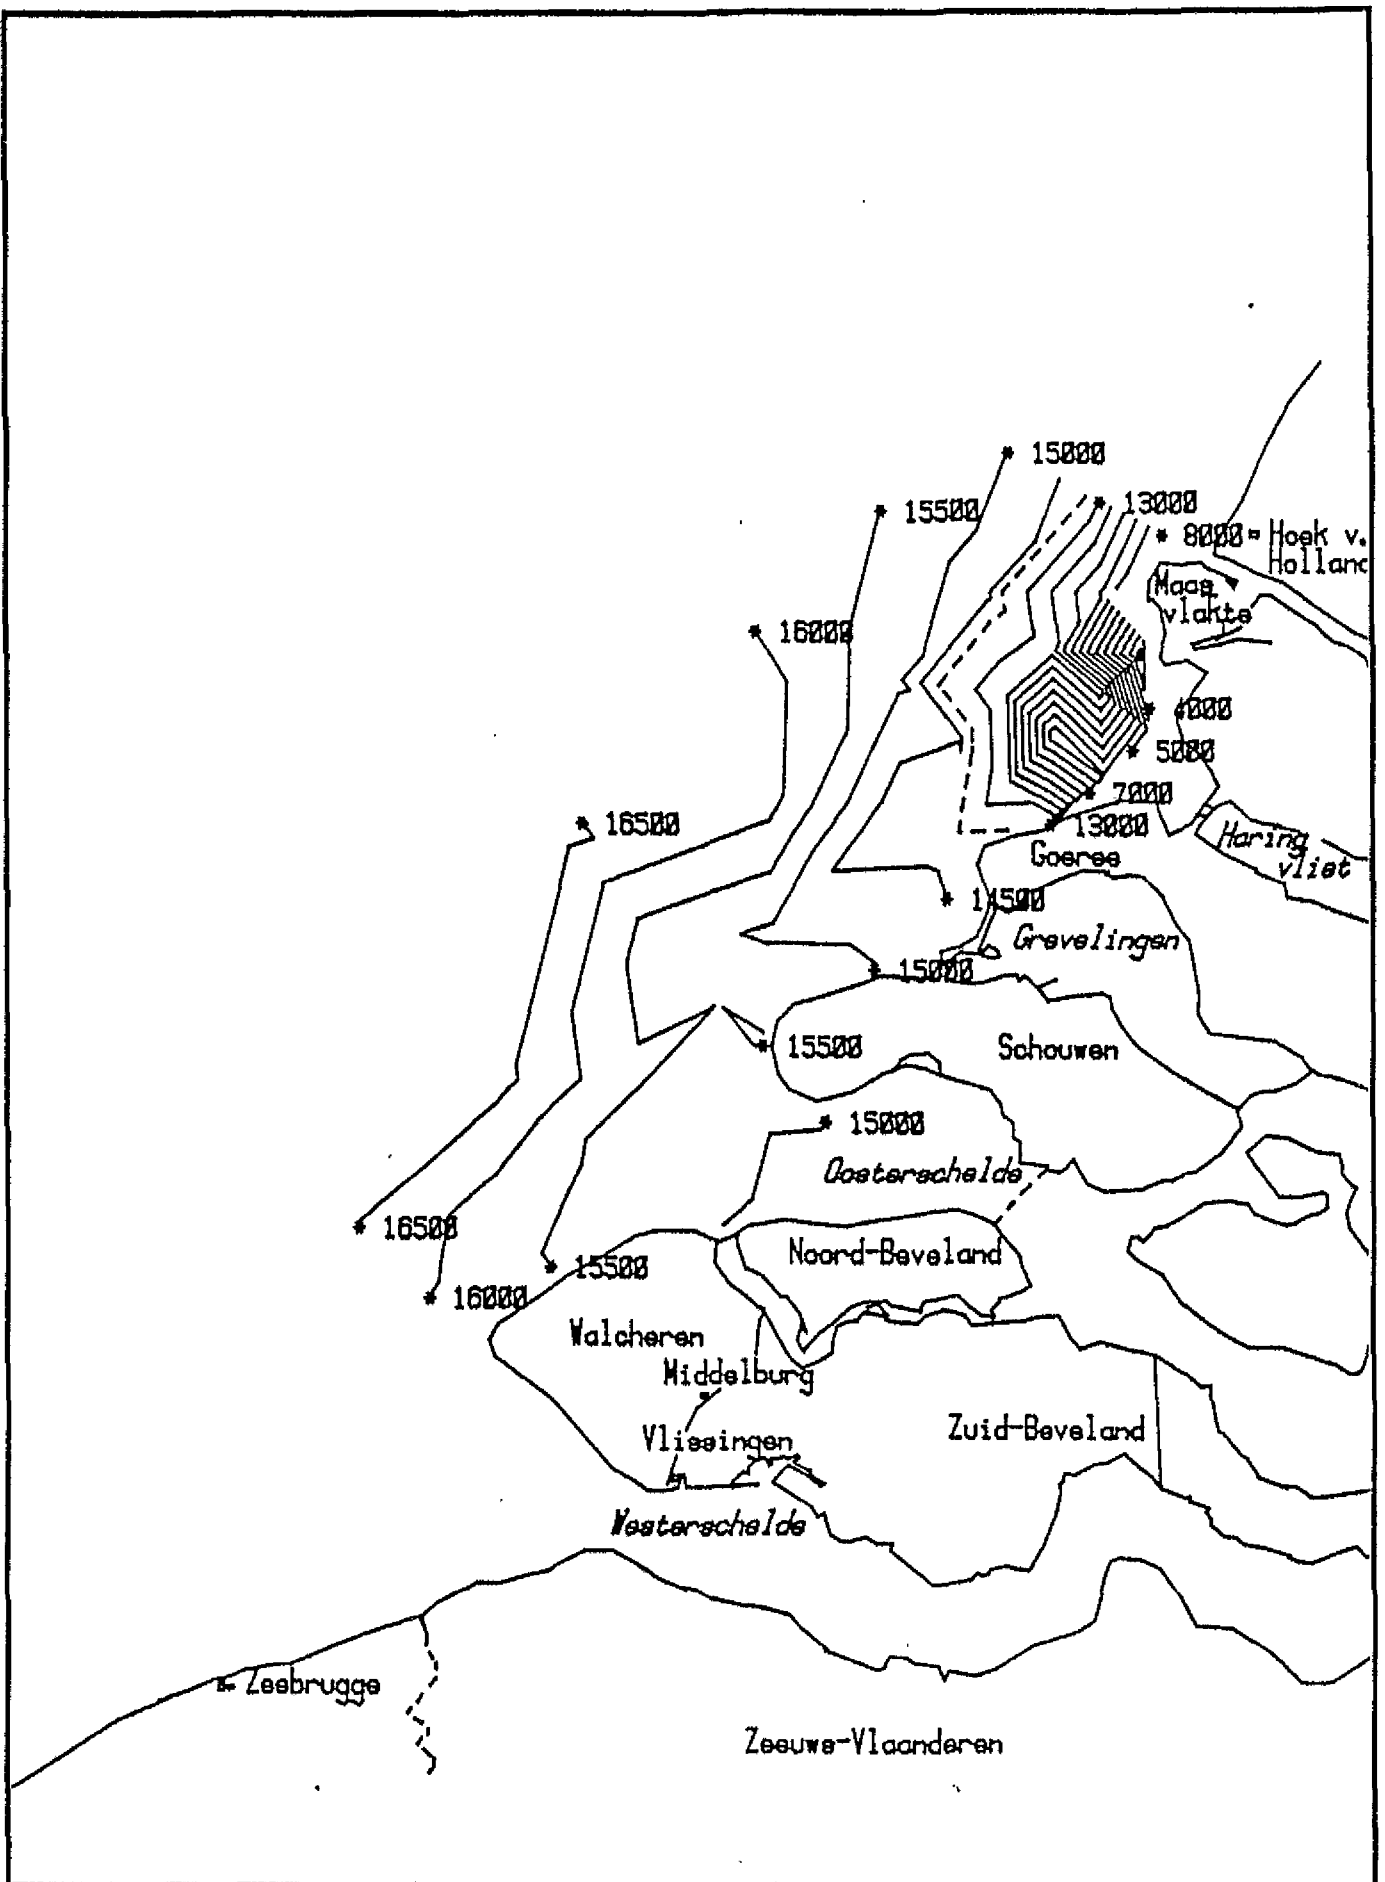 15000
15500
13000
8000
Hoek v.
Holland
Maas
vlakte
16000
4000
5000
16500
7000
13000
Goeree
Haring
vliet
14500
Grevelingen
15000
15500
Schouwen
15000
Oosterschelde
16500
Noord-Beveland
15500
16000
Walcheren
Middelburg
Zuid-Beveland
Vlissingen
Westerschelde
Zeebrugge
Zeeuws-Vlaanderen